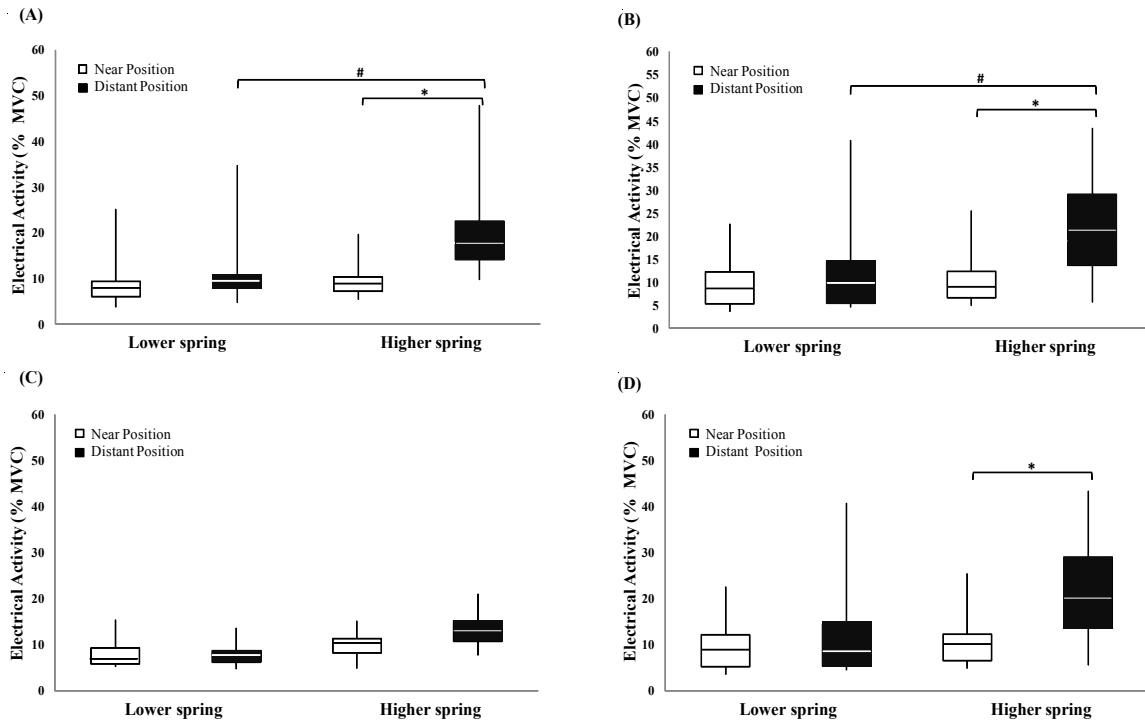 (A)
Electrical Activity (% MVC)
60
50
40
30
20
10
0
Near Position
Distant Position
#
*
Lower spring
Higher spring
(B)
Electrical Activity (% MVC)
60
55
50
45
40
35
30
25
20
15
10
5
0
Near Position
Distant Position
#
*
Lower spring
Higher spring
(C)
Electrical Activity (% MVC)
60
50
40
30
20
10
0
Near Position
Distant Position
Lower spring
Higher spring
(D)
Electrical Activity (% MVC)
60
50
40
30
20
10
0
Near Position
Distant Position
*
Lower spring
Higher spring